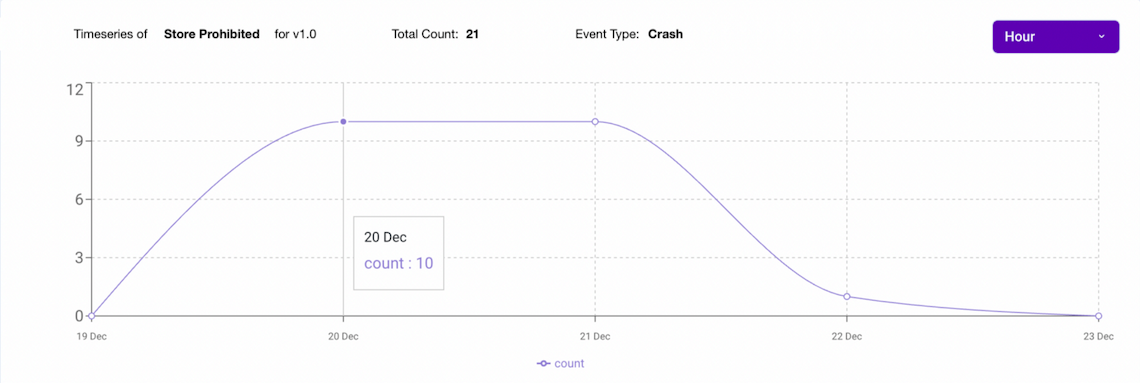 Timeseries of Store Prohibited for v1.0 Total Count: 21 Event Type: Crash Hour
12
9
6
3
0
20 Dec
count : 10
19 Dec 20 Dec 21 Dec 22 Dec 23 Dec
count